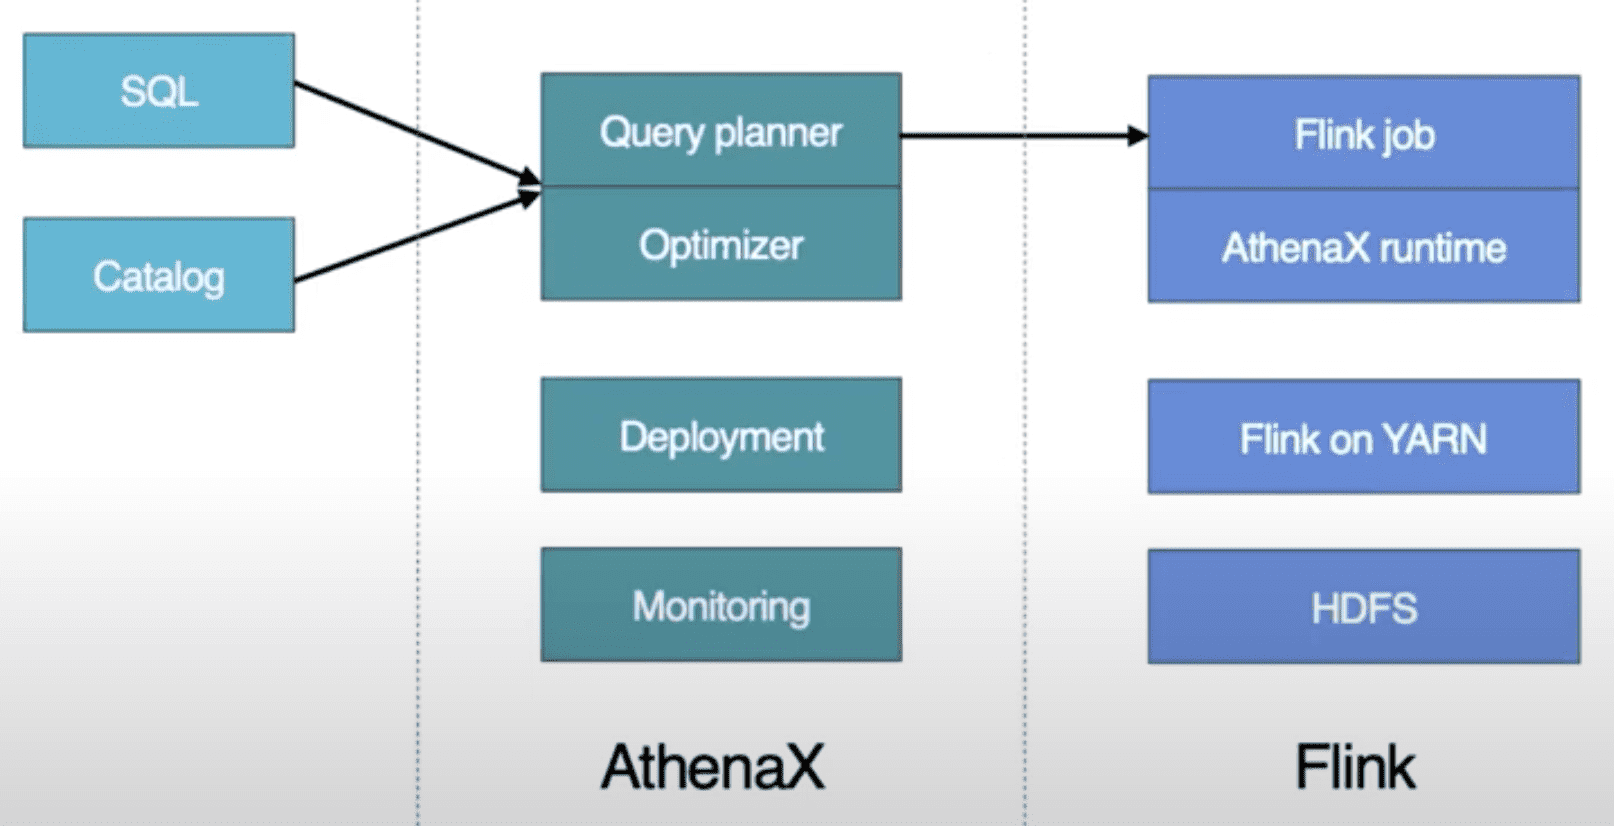 SQL
Catalog
Query planner
Optimizer
Deployment
Monitoring
AthenaX
Flink job
AthenaX runtime
Flink on YARN
HDFS
Flink